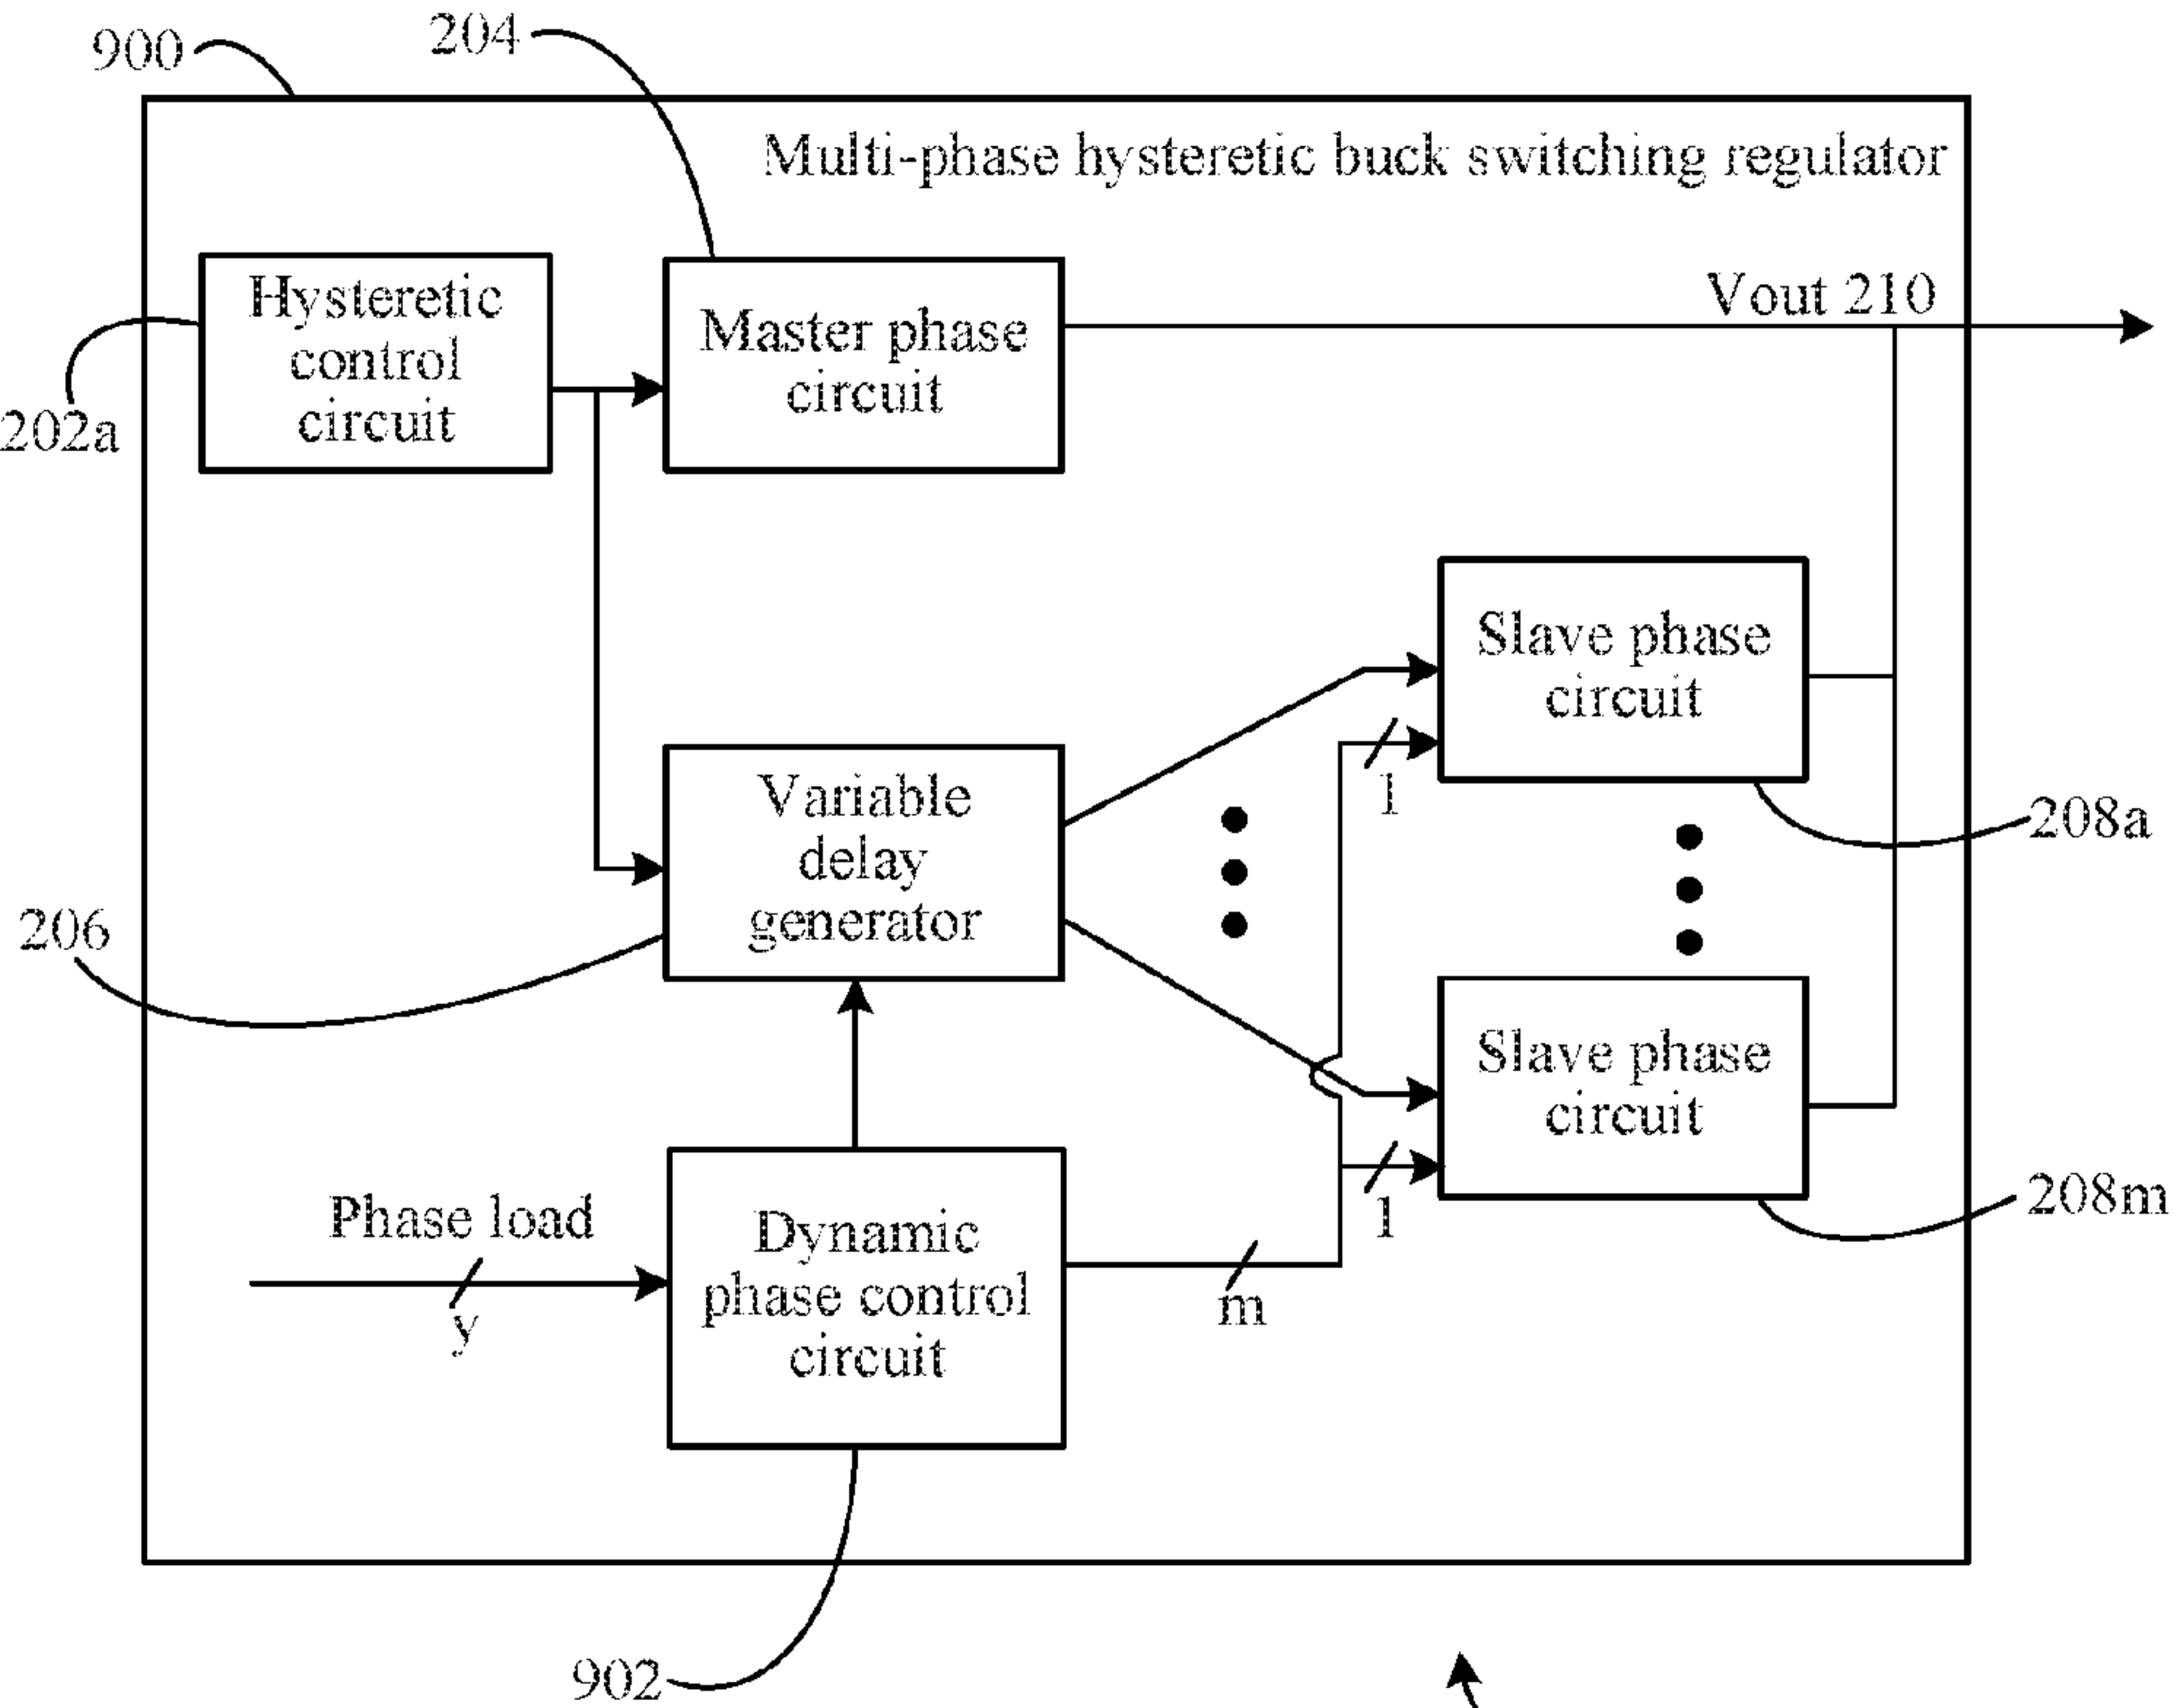 900
204
Multi-phase hysteretic buck switching regulator
Hysteretic
control
circuit
202a
Master phase
circuit
Vout 210
Slave phase
circuit
1
208a
Variable
delay
generator
206
Slave phase
circuit
1
208m
Phase load
y
Dynamic
phase control
circuit
m
902